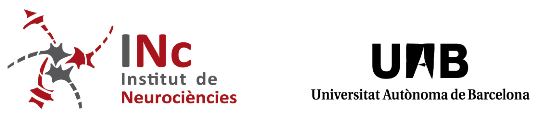 INc
Institut de
Neurociències
UAB
Universitat Autònoma de Barcelona